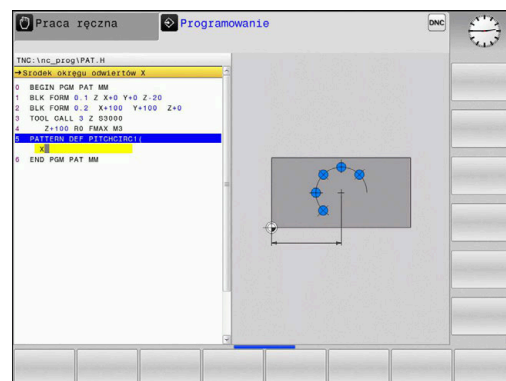 Praca ręczna
Programowanie
DNC
TNC:\nc_prog\PAT.H
→Srodek okręgu odwiertów X
0 BEGIN PGM PAT MM
1 BLK FORM 0.1 Z X+0 Y+0 Z-20
2 BLK FORM 0.2 X+100 Y+100 Z+0
3 TOOL CALL 3 Z S3000
4 Z+100 R0 FMAX M3
5 PATTERN DEF PITCHCIRC1(
X
6 END PGM PAT MM